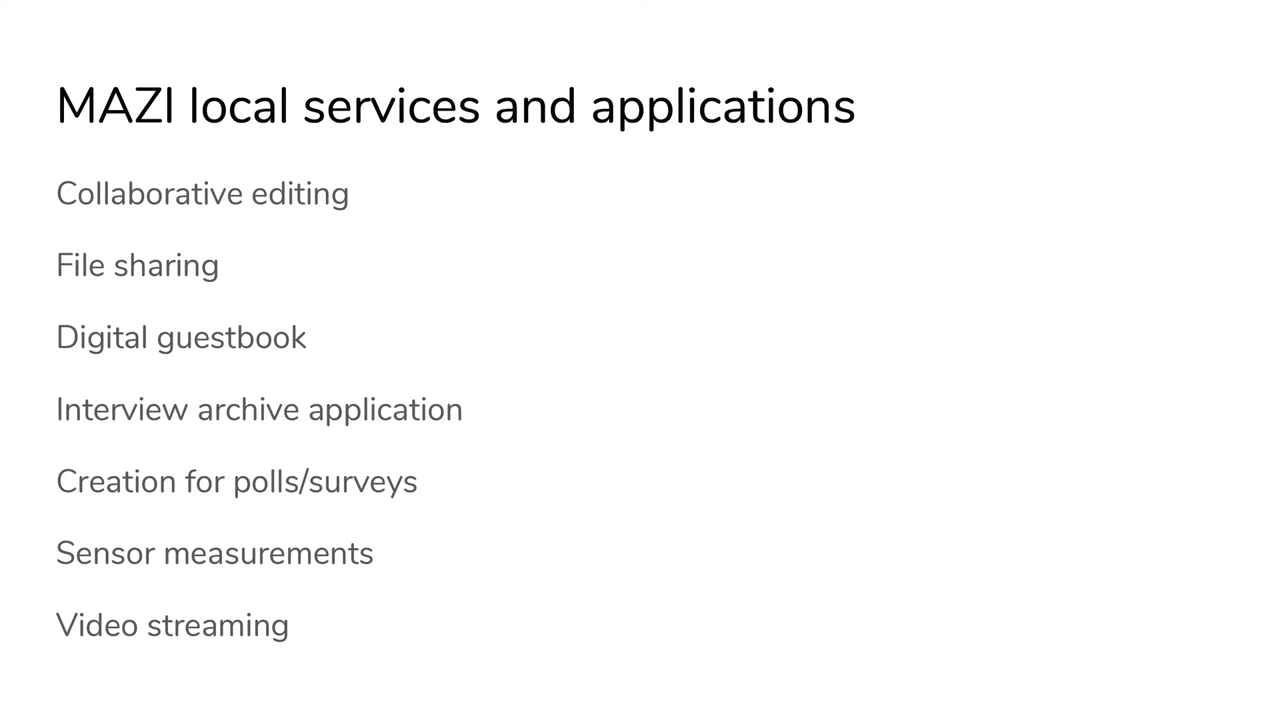 MAZI local services and applications
Collaborative editing
File sharing
Digital guestbook
Interview archive application
Creation for polls/surveys
Sensor measurements
Video streaming